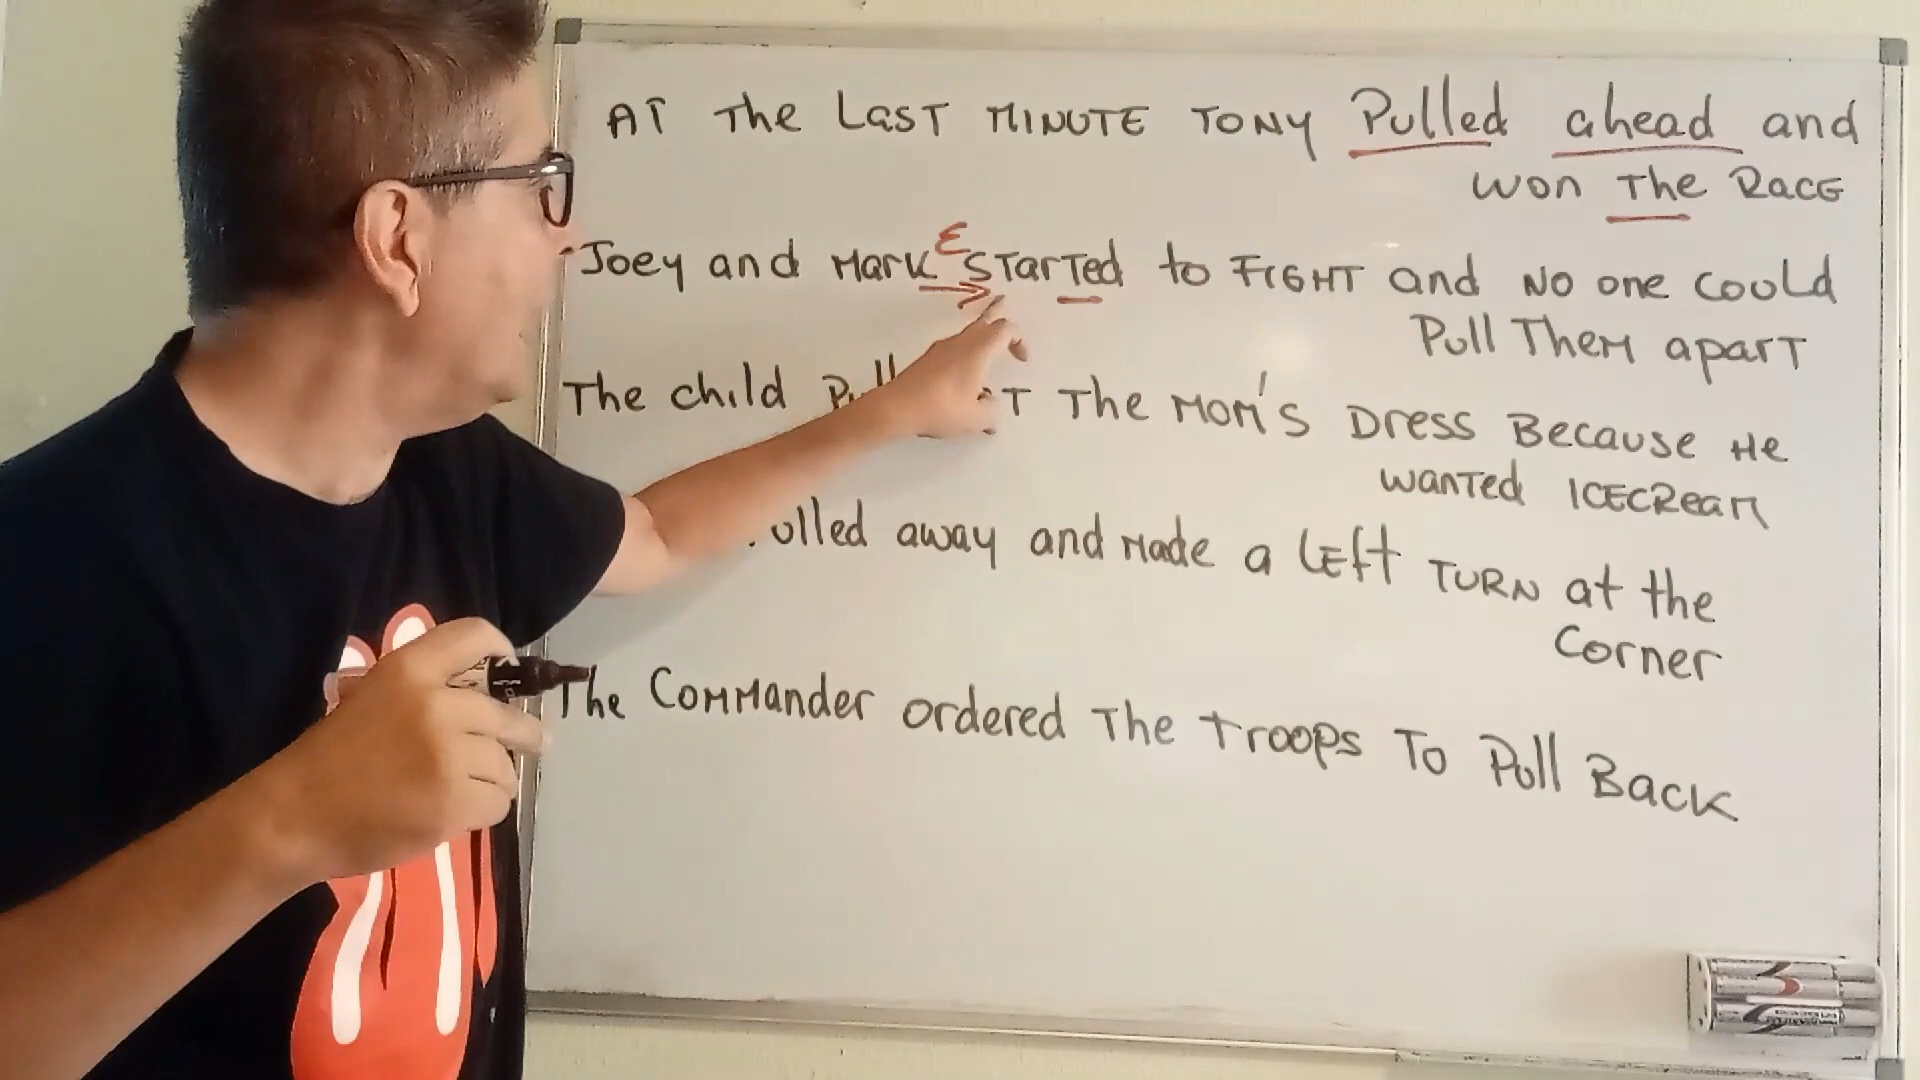 AT The LaST MINUTE TONY Pulled ahead and
won The RaCE
Joey and Mark STarTed to FIGHT and NO one could
E
Pull TheM aparT
The child T The MOM'S DRESS Because He
wanTed ICECReaM
ulled away and Made a LEft TURN at the
Corner
The COMMander ordered The TrooPs To Pull Back